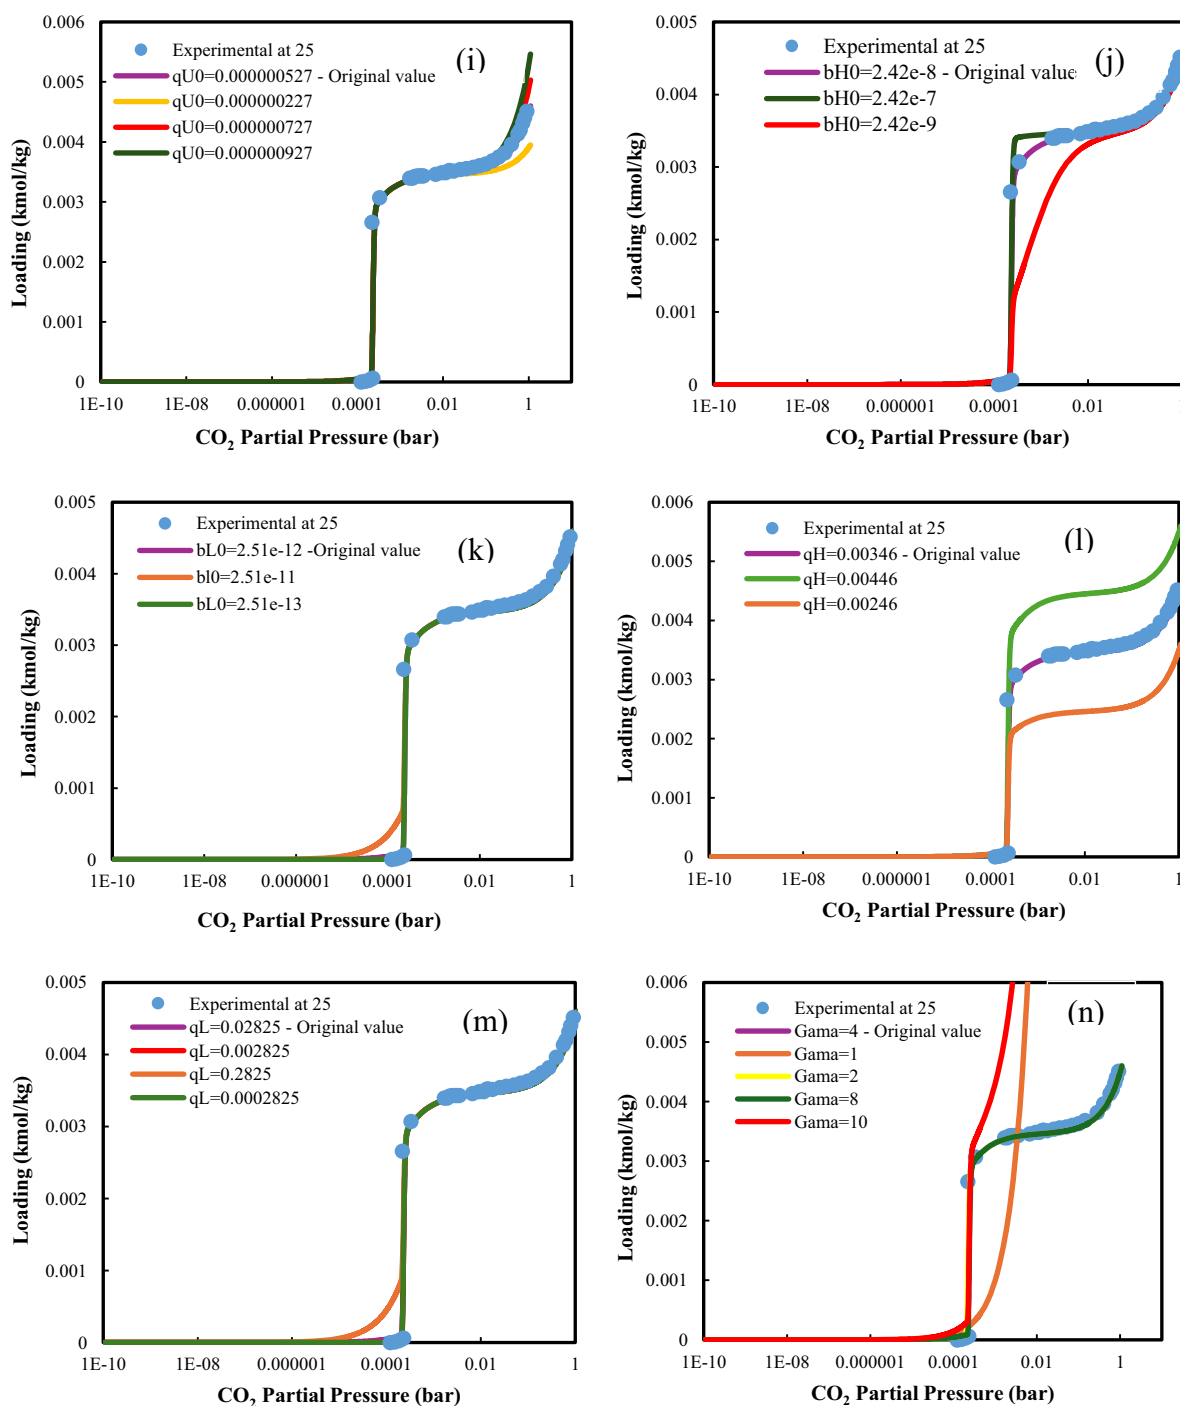 0.006
0.005
0.004
0.003
0.002
0.001
0
Loading (kmol/kg)
Experimental at 25
qU0=0.000000527 - Original value
qU0=0.000000227
qU0=0.000000727
qU0=0.000000927
(i)
1E-10 1E-08 0.000001 0.0001 0.01 1
CO2 Partial Pressure (bar)
0.005
0.004
0.003
0.002
0.001
0
Loading (kmol/kg)
Experimental at 25
bH0=2.42e-8 - Original value
bH0=2.42e-7
bH0=2.42e-9
(j)
1E-10 1E-08 0.000001 0.0001 0.01 1
CO2 Partial Pressure (bar)
0.005
0.004
0.003
0.002
0.001
0
Loading (kmol/kg)
Experimental at 25
bL0=2.51e-12 -Original value
bl0=2.51e-11
bL0=2.51e-13
(k)
1E-10 1E-08 0.000001 0.0001 0.01 1
CO2 Partial Pressure (bar)
0.006
0.005
0.004
0.003
0.002
0.001
0
Loading (kmol/kg)
Experimental at 25
qH=0.00346 - Original value
qH=0.00446
qH=0.00246
(l)
1E-10 1E-08 0.000001 0.0001 0.01 1
CO2 Partial Pressure (bar)
0.005
0.004
0.003
0.002
0.001
0
Loading (kmol/kg)
Experimental at 25
qL=0.02825 - Original value
qL=0.002825
qL=0.2825
qL=0.0002825
(m)
1E-10 1E-08 0.000001 0.0001 0.01 1
CO2 Partial Pressure (bar)
0.006
0.005
0.004
0.003
0.002
0.001
0
Loading (kmol/kg)
Experimental at 25
Gama=4 - Original value
Gama=1
Gama=2
Gama=8
Gama=10
(n)
1E-10 1E-08 0.000001 0.0001 0.01 1
CO2 Partial Pressure (bar)